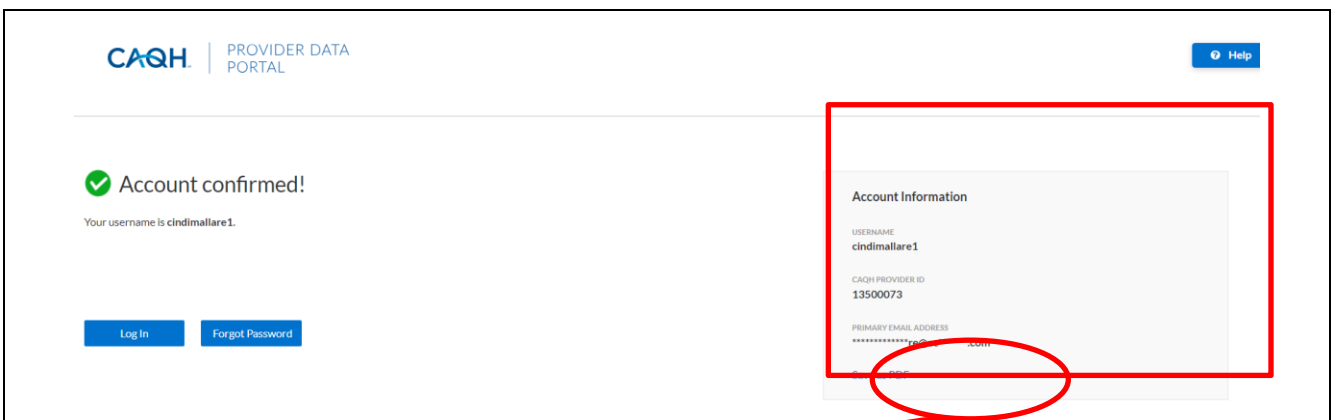 CAQH. PROVIDER DATA
PORTAL
Help
Account confirmed!
Your username is cindimallare1.
Log In
Forgot Password
Account Information
USERNAME
cindimallare1
CAQH PROVIDER ID
13500073
PRIMARY EMAIL ADDRESS